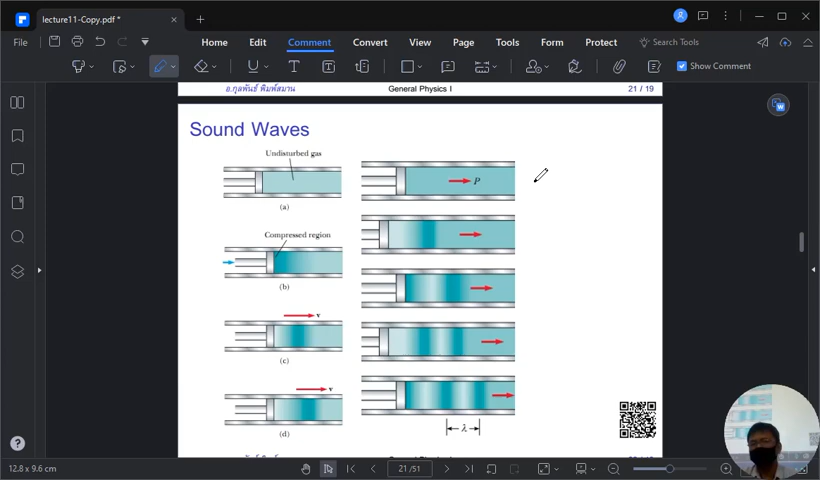 lecture11-Copy.pdf *
File
Home
Edit
Comment
Convert
View
Page
Tools
Form
Protect
Search Tools
Show Comment
อ.กุลพันธ์ พิมพ์สมาน
General Physics I
21 / 19
Sound Waves
Undisturbed gas
(a)
P
Compressed region
(b)
v
(c)
v
(d)
λ
12.8 x 9.6 cm
21 /51